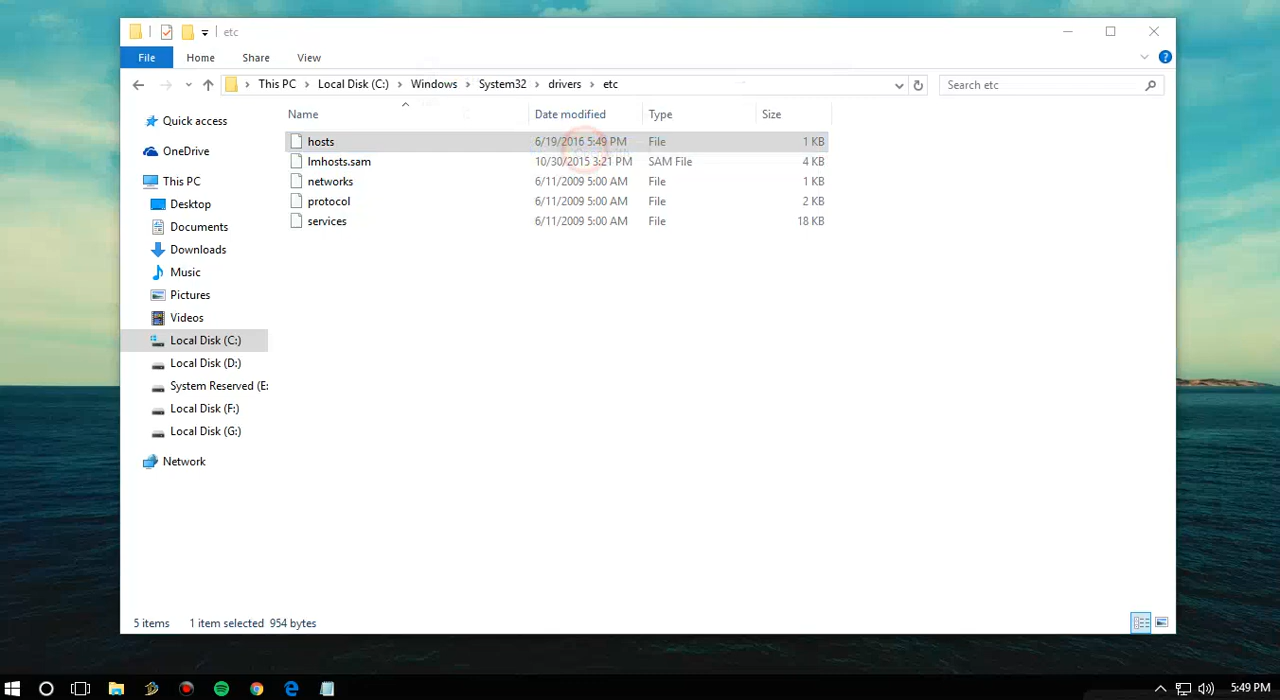 etc
File Home Share View
This PC Local Disk (C:) Windows System32 drivers etc
Search etc
Name Date modified Type Size
Quick access
OneDrive
This PC
Desktop
Documents
Downloads
Music
Pictures
Videos
Local Disk (C:)
Local Disk (D:)
System Reserved (E:
Local Disk (F:)
Local Disk (G:)
Network
hosts 6/19/2016 5:49 PM File 1 KB
lmhosts.sam 10/30/2015 3:21 PM SAM File 4 KB
networks 6/11/2009 5:00 AM File 1 KB
protocol 6/11/2009 5:00 AM File 2 KB
services 6/11/2009 5:00 AM File 18 KB
5 items 1 item selected 954 bytes
5:49 PM